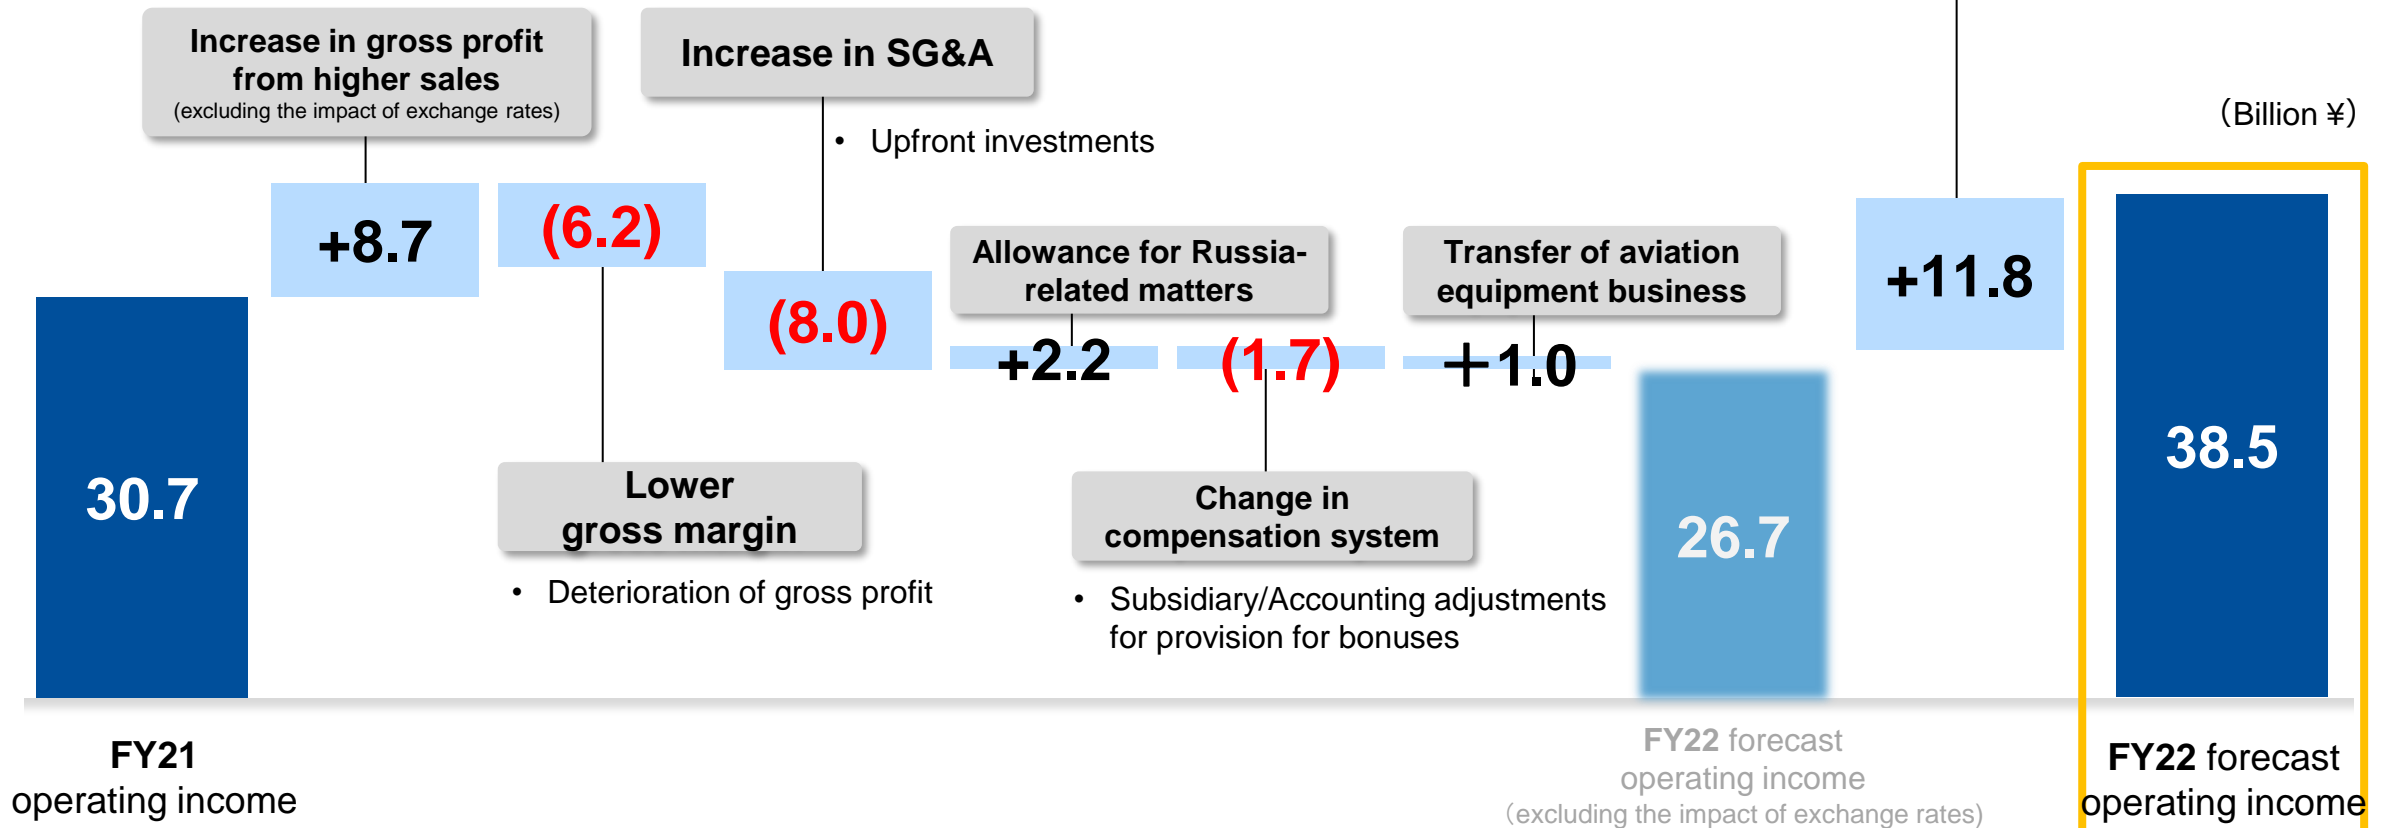 Increase in gross profit
from higher sales
(excluding the impact of exchange rates)
Increase in SG&A
• Upfront investments
（Billion ¥）
+8.7
(6.2)
(8.0)
Allowance for Russia-
related matters
+2.2
(1.7)
Transfer of aviation
equipment business
＋1.0
+11.8
30.7
Lower
gross margin
• Deterioration of gross profit
Change in
compensation system
• Subsidiary/Accounting adjustments
for provision for bonuses
26.7
38.5
FY21
operating income
FY22 forecast
operating income
（excluding the impact of exchange rates)
FY22 forecast
operating income